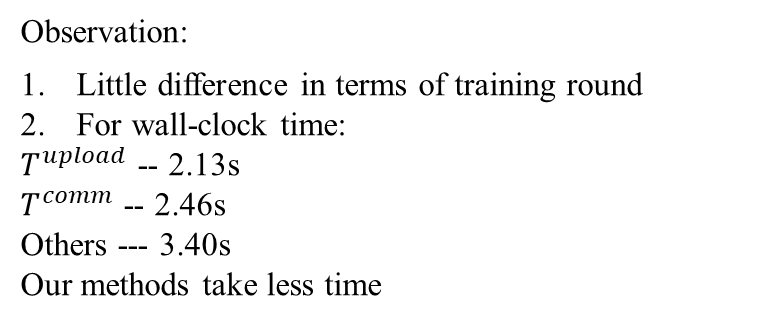 Observation:
1. Little difference in terms of training round
2. For wall-clock time:
T^upload -- 2.13s
T^comm -- 2.46s
Others --- 3.40s
Our methods take less time